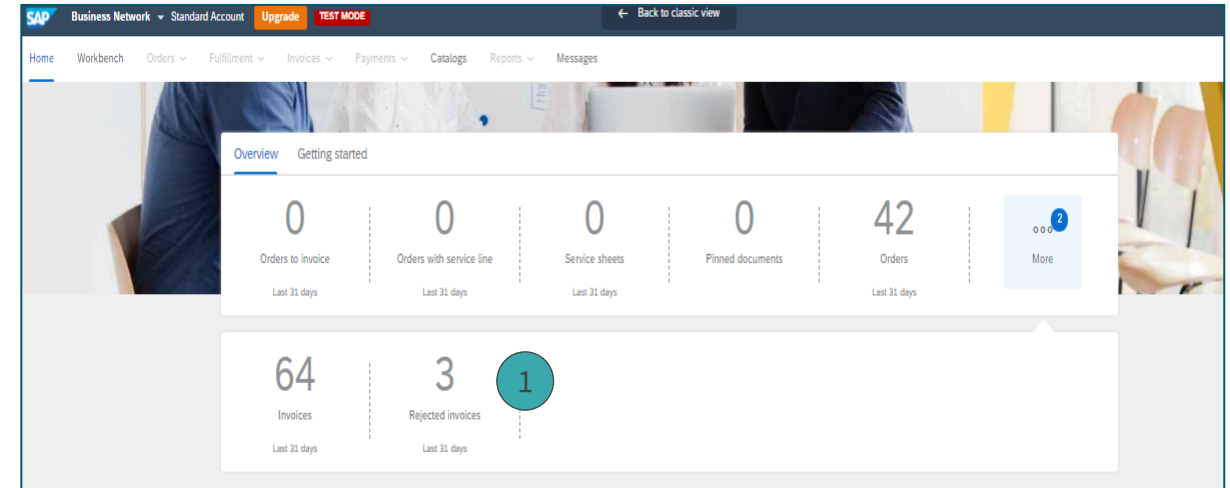 SAP Business Network Standard Account Upgrade TEST MODE ← Back to classic view
Home Workbench Orders Fulfillment Invoices Payments Catalogs Reports Messages
Overview Getting started
0 0 0 0 42 2
Orders to invoice Orders with service line Service sheets Pinned documents Orders More
Last 31 days Last 31 days Last 31 days Last 31 days
64 3 1
Invoices Rejected invoices
Last 31 days Last 31 days